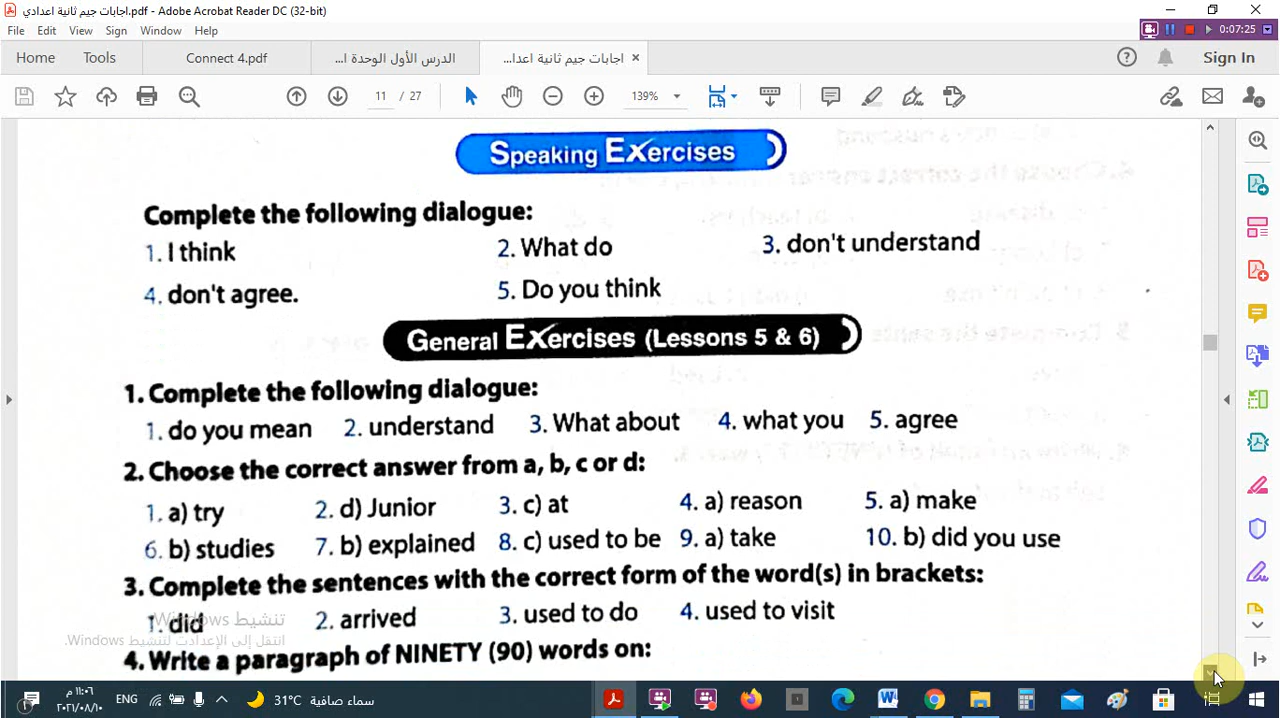 اجابات جيم ثانية اعدادي.pdf - Adobe Acrobat Reader DC (32-bit)
File Edit View Sign Window Help
0:07:25
Home Tools Connect 4.pdf الدرس الأول الوحدة ا... اجابات جيم ثانية اعدا... Sign In
11 / 27 139%
Speaking Exercises
Complete the following dialogue:
1. I think 2. What do 3. don't understand
4. don't agree. 5. Do you think
General Exercises (Lessons 5 & 6)
1. Complete the following dialogue:
1. do you mean 2. understand 3. What about 4. what you 5. agree
2. Choose the correct answer from a, b, c or d:
1. a) try 2. d) Junior 3. c) at 4. a) reason 5. a) make
6. b) studies 7. b) explained 8. c) used to be 9. a) take 10. b) did you use
3. Complete the sentences with the correct form of the word(s) in brackets:
1. did 2. arrived 3. used to do 4. used to visit
تنشيط Windows
انتقل إلى الإعدادات لتنشيط Windows.
4. Write a paragraph of NINETY (90) words on:
١١:٠٦ م
٢٠٢١/٠٨/١٠
ENG
31°C سماء صافية